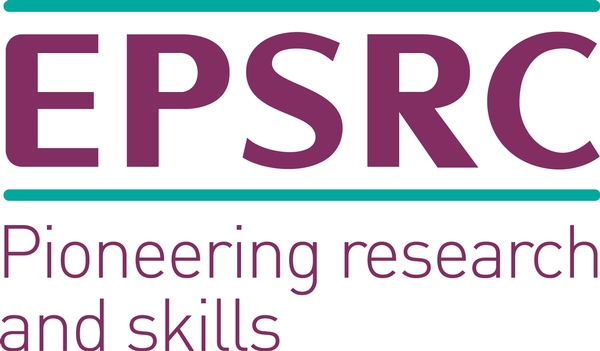 EPSRC
Pioneering research
and skills